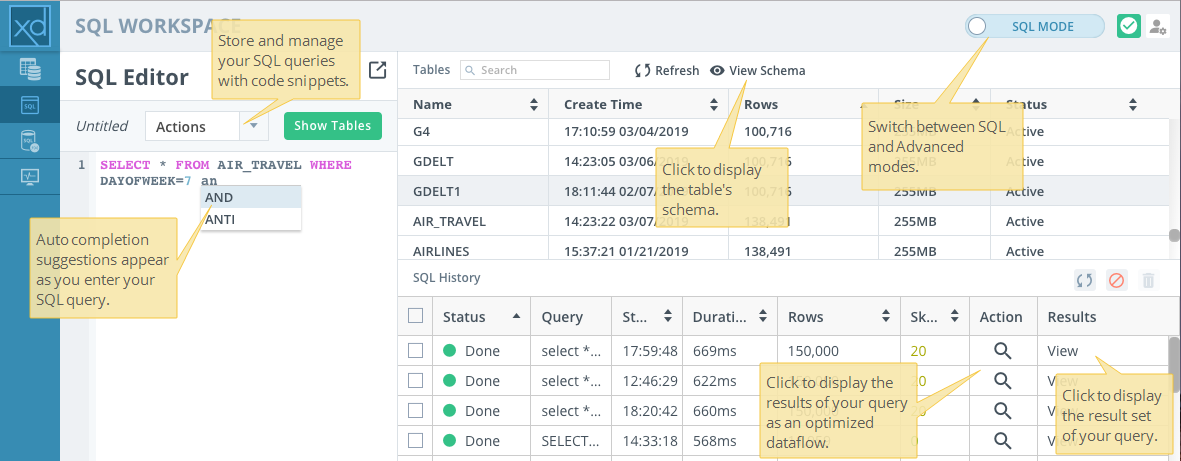 xd
SQL WORKSPACE
SQL MODE
Store and manage
your SQL queries
with code snippets.
SQL Editor
Untitled
Actions
Show Tables
1 SELECT * FROM AIR_TRAVEL WHERE
DAYOFWEEK=7 an
AND
ANTI
Auto completion
suggestions appear
as you enter your
SQL query.
SQL
SQL
Tables Search Refresh View Schema
Name Create Time Rows Size Status
G4 17:10:59 03/04/2019 100,716 Active
GDELT 14:23:05 03/06/ 100,716 Active
GDELT1 18:11:44 02/07/ 100,716 255MB Active
AIR_TRAVEL 14:23:22 03/07/ 138,491 255MB Active
AIRLINES 15:37:21 01/21/2019 138,491 255MB Active
Click to display
the table's
schema.
Switch between SQL
and Advanced
modes.
SQL History
Status Query St... Durati... Rows Sk... Action Results
Done select *... 17:59:48 669ms 150,000 20 View
Done select *... 12:46:29 622ms View
Done select *... 18:20:42 660ms
Done SELECT... 14:33:18 568ms 0
Click to display the
results of your query
as an optimized
dataflow.
Click to display
the result set
of your query.